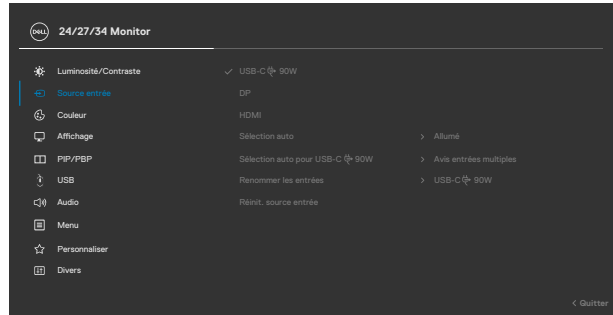 DELL 24/27/34 Monitor
Luminosité/Contraste ✓ USB-C 90W
Source entrée DP
Couleur HDMI
Affichage Sélection auto > Allumé
PIP/PBP Sélection auto pour USB-C 90W > Avis entrées multiples
USB Renommer les entrées > USB-C 90W
Audio Réinit. source entrée
Menu
Personnaliser
Divers
< Quitter